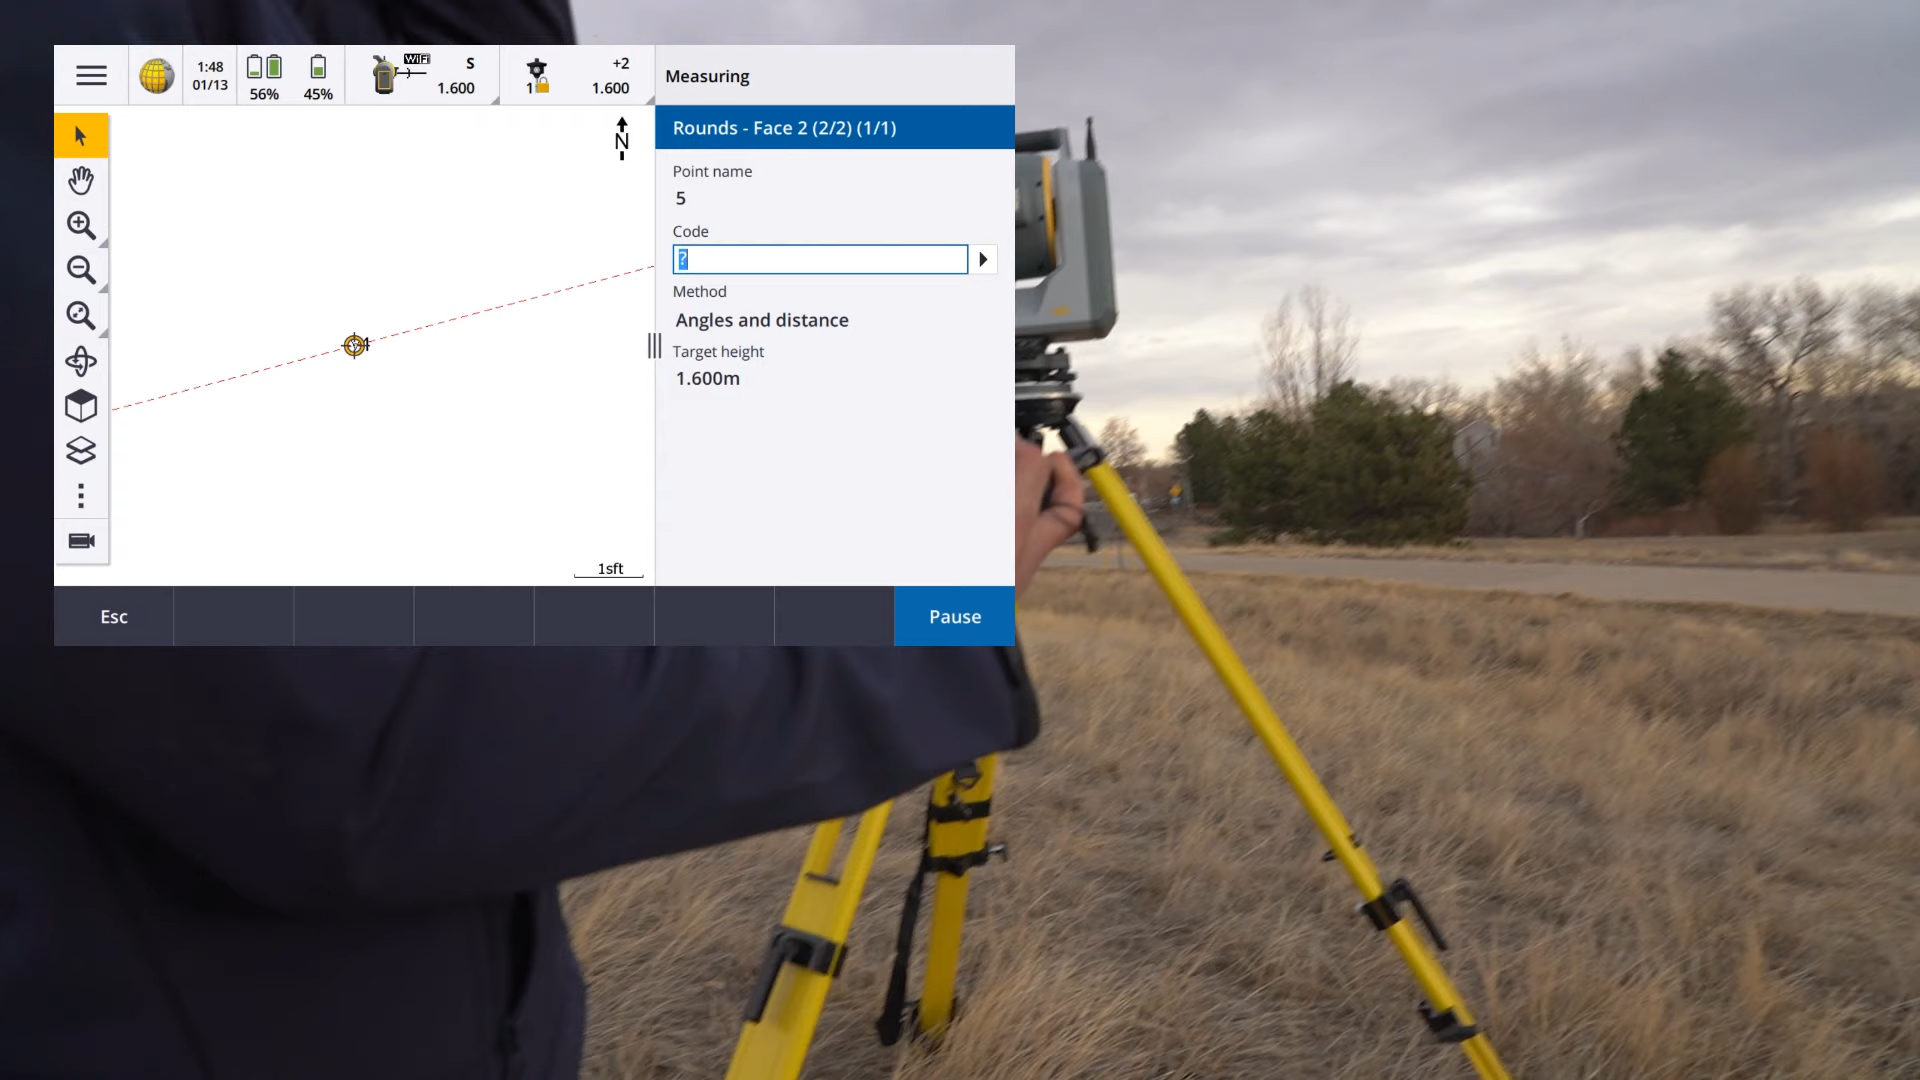 1:48
01/13
56%
45%
WiFi
S
1.600
1
+2
1.600
Measuring
N
Rounds - Face 2 (2/2) (1/1)
Point name
5
Code
?
Method
Angles and distance
Target height
1.600m
1sft
Esc
Pause